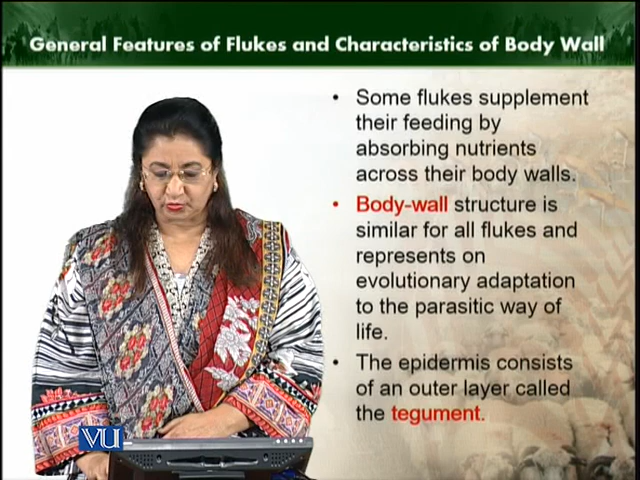 General Features of Flukes and Characteristics of Body Wall
• Some flukes supplement
their feeding by
absorbing nutrients
across their body walls.
• Body-wall structure is
similar for all flukes and
represents on
evolutionary adaptation
to the parasitic way of
life.
• The epidermis consists
of an outer layer called
the tegument.
VU